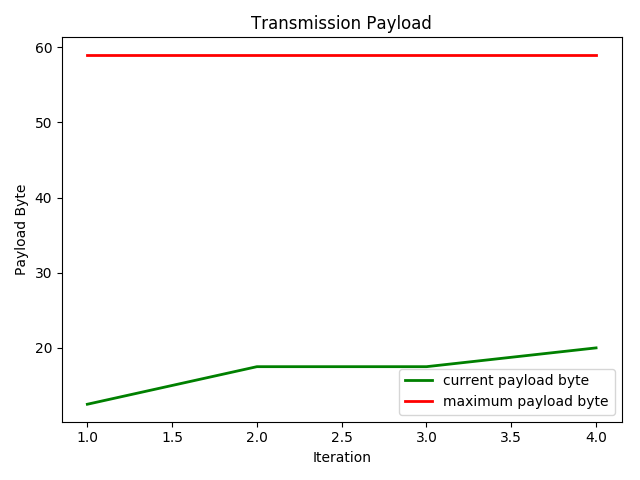 Transmission Payload
60
50
40
30
20
Payload Byte
current payload byte
maximum payload byte
1.0 1.5 2.0 2.5 3.0 3.5 4.0
Iteration